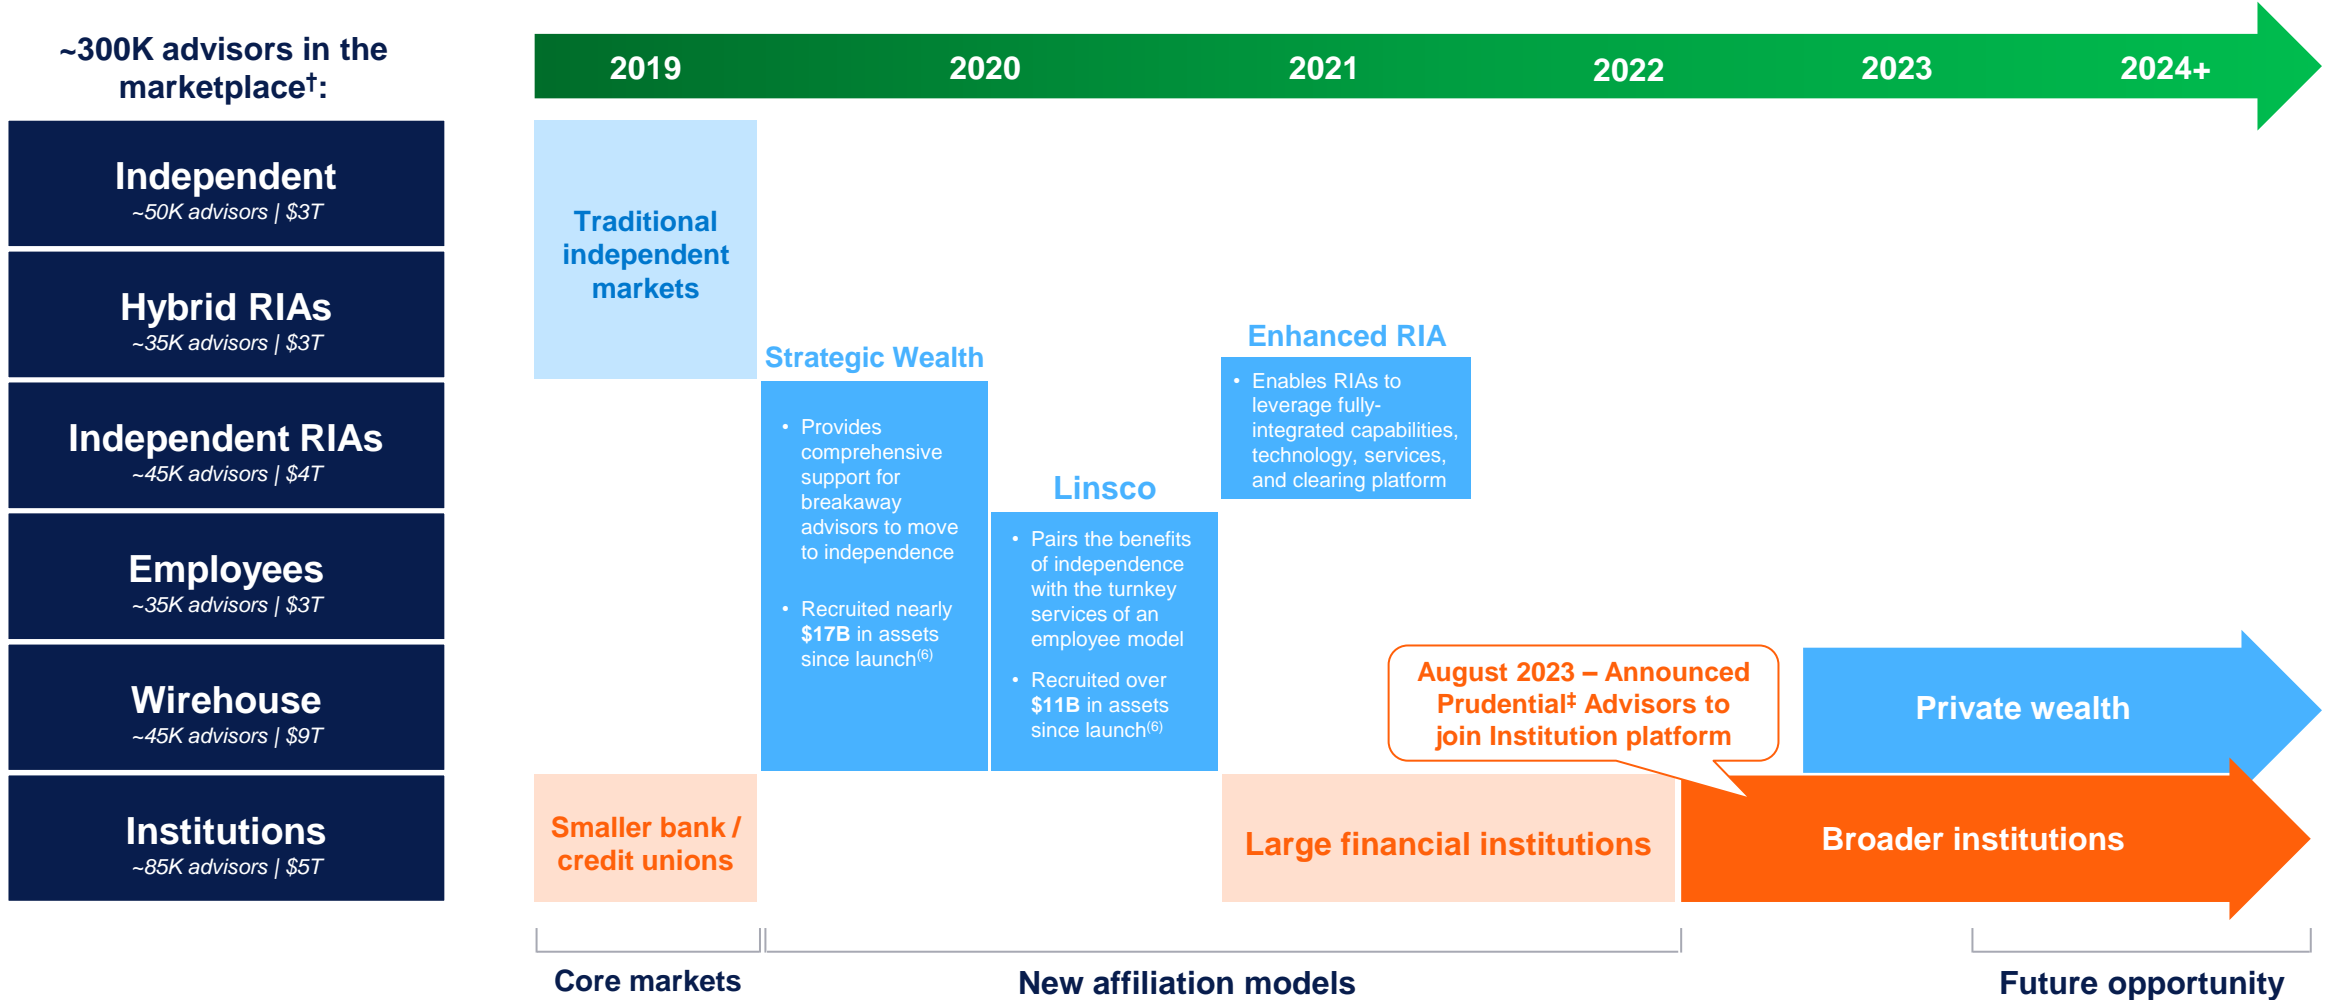 ~300K advisors in the
marketplace†:
2019
2020
2021
2022
2023
2024+
Independent
~50K advisors | $3T
Hybrid RIAs
~35K advisors | $3T
Independent RIAs
~45K advisors | $4T
Employees
~35K advisors | $3T
Wirehouse
~45K advisors | $9T
Institutions
~85K advisors | $5T
Traditional
independent
markets
Strategic Wealth
• Provides
comprehensive
support for
breakaway
advisors to move
to independence
• Recruited nearly
$17B in assets
since launch(6)
Linsco
• Pairs the benefits
of independence
with the turnkey
services of an
employee model
• Recruited over
$11B in assets
since launch(6)
Enhanced RIA
• Enables RIAs to
leverage fully-
integrated capabilities,
technology, services,
and clearing platform
August 2023 – Announced
Prudential‡ Advisors to
join Institution platform
Private wealth
Smaller bank /
credit unions
Large financial institutions
Broader institutions
Core markets
New affiliation models
Future opportunity